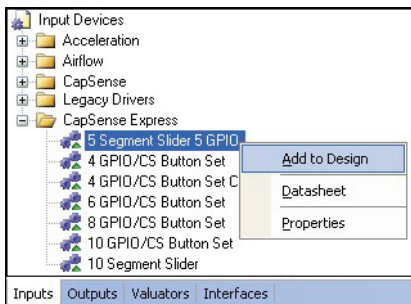 Input Devices
Acceleration
Airflow
CapSense
Legacy Drivers
CapSense Express
5 Segment Slider 5 GPIO
4 GPIO/CS Button Set
4 GPIO/CS Button Set C
6 GPIO/CS Button Set
8 GPIO/CS Button Set
10 GPIO/CS Button Set
10 Segment Slider
Add to Design
Datasheet
Properties
Inputs Outputs Valuators Interfaces